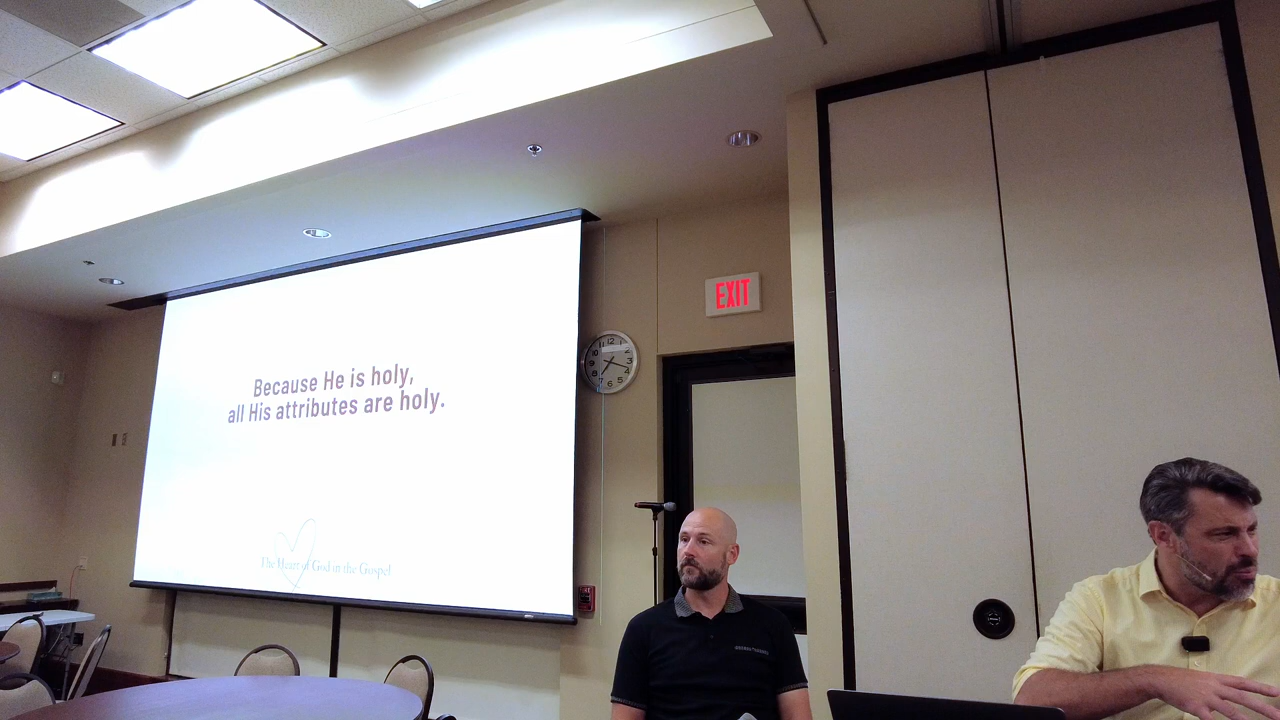 Because He is holy,
all His attributes are holy.
The Heart of God in the Gospel
EXIT